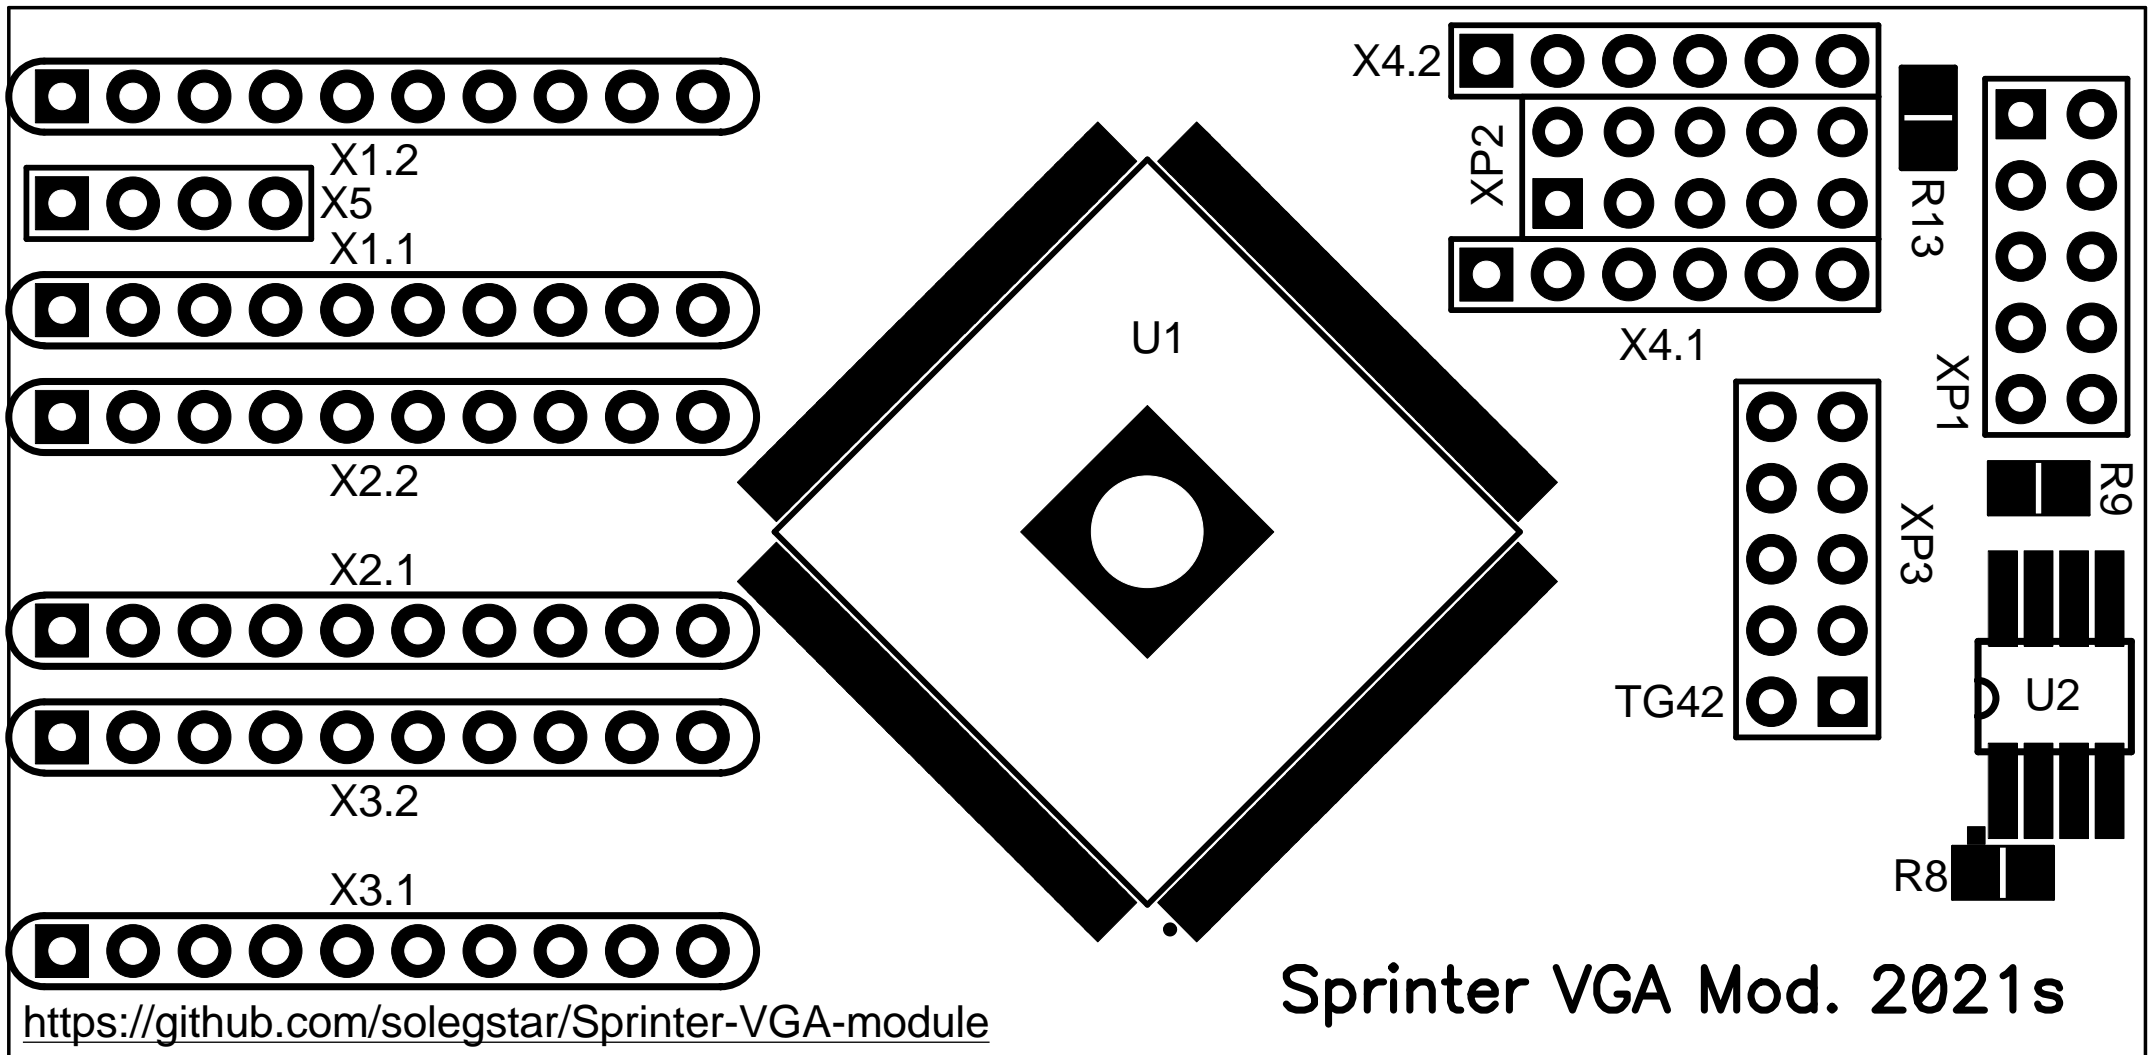 X4.2
X1.2
XP2
X5
R13
X1.1
U1
X4.1
XP1
X2.2
R9
XP3
X2.1
TG42
U2
X3.2
X3.1
R8
Sprinter VGA Mod. 2021s
https://github.com/solegstar/Sprinter-VGA-module